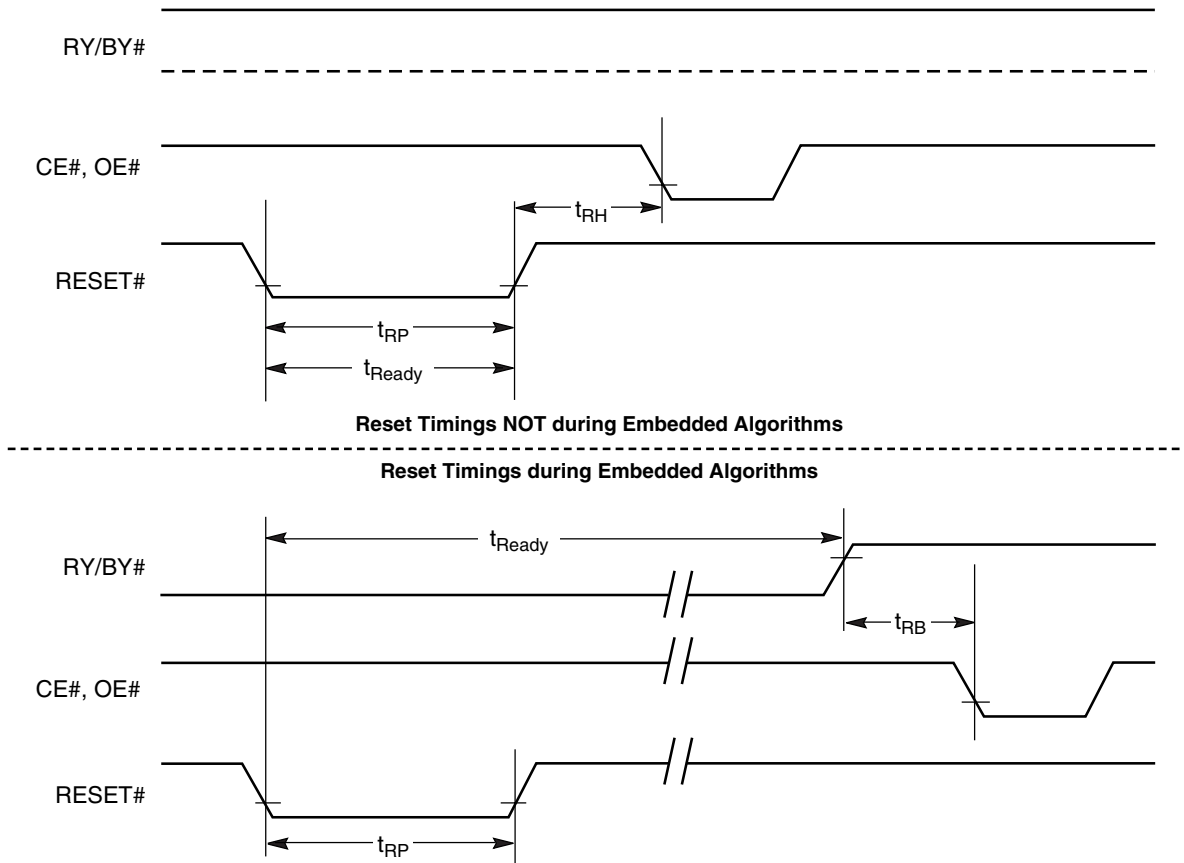 RY/BY#
CE#, OE#
tRH
RESET#
tRP
tReady
Reset Timings NOT during Embedded Algorithms
Reset Timings during Embedded Algorithms
tReady
RY/BY#
tRB
CE#, OE#
RESET#
tRP